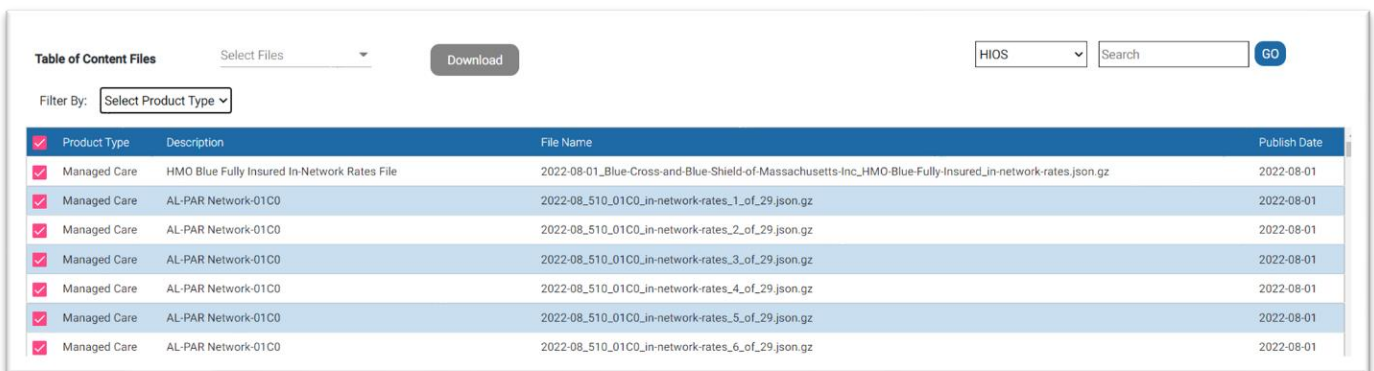 Table of Content Files Select Files Download HIOS Search GO
Filter By: Select Product Type
Product Type Description File Name Publish Date
Managed Care HMO Blue Fully Insured In-Network Rates File 2022-08-01_Blue-Cross-and-Blue-Shield-of-Massachusetts-Inc_HMO-Blue-Fully-Insured_in-network-rates.json.gz 2022-08-01
Managed Care AL-PAR Network-01C0 2022-08_510_01C0_in-network-rates_1_of_29.json.gz 2022-08-01
Managed Care AL-PAR Network-01C0 2022-08_510_01C0_in-network-rates_2_of_29.json.gz 2022-08-01
Managed Care AL-PAR Network-01C0 2022-08_510_01C0_in-network-rates_3_of_29.json.gz 2022-08-01
Managed Care AL-PAR Network-01C0 2022-08_510_01C0_in-network-rates_4_of_29.json.gz 2022-08-01
Managed Care AL-PAR Network-01C0 2022-08_510_01C0_in-network-rates_5_of_29.json.gz 2022-08-01
Managed Care AL-PAR Network-01C0 2022-08_510_01C0_in-network-rates_6_of_29.json.gz 2022-08-01